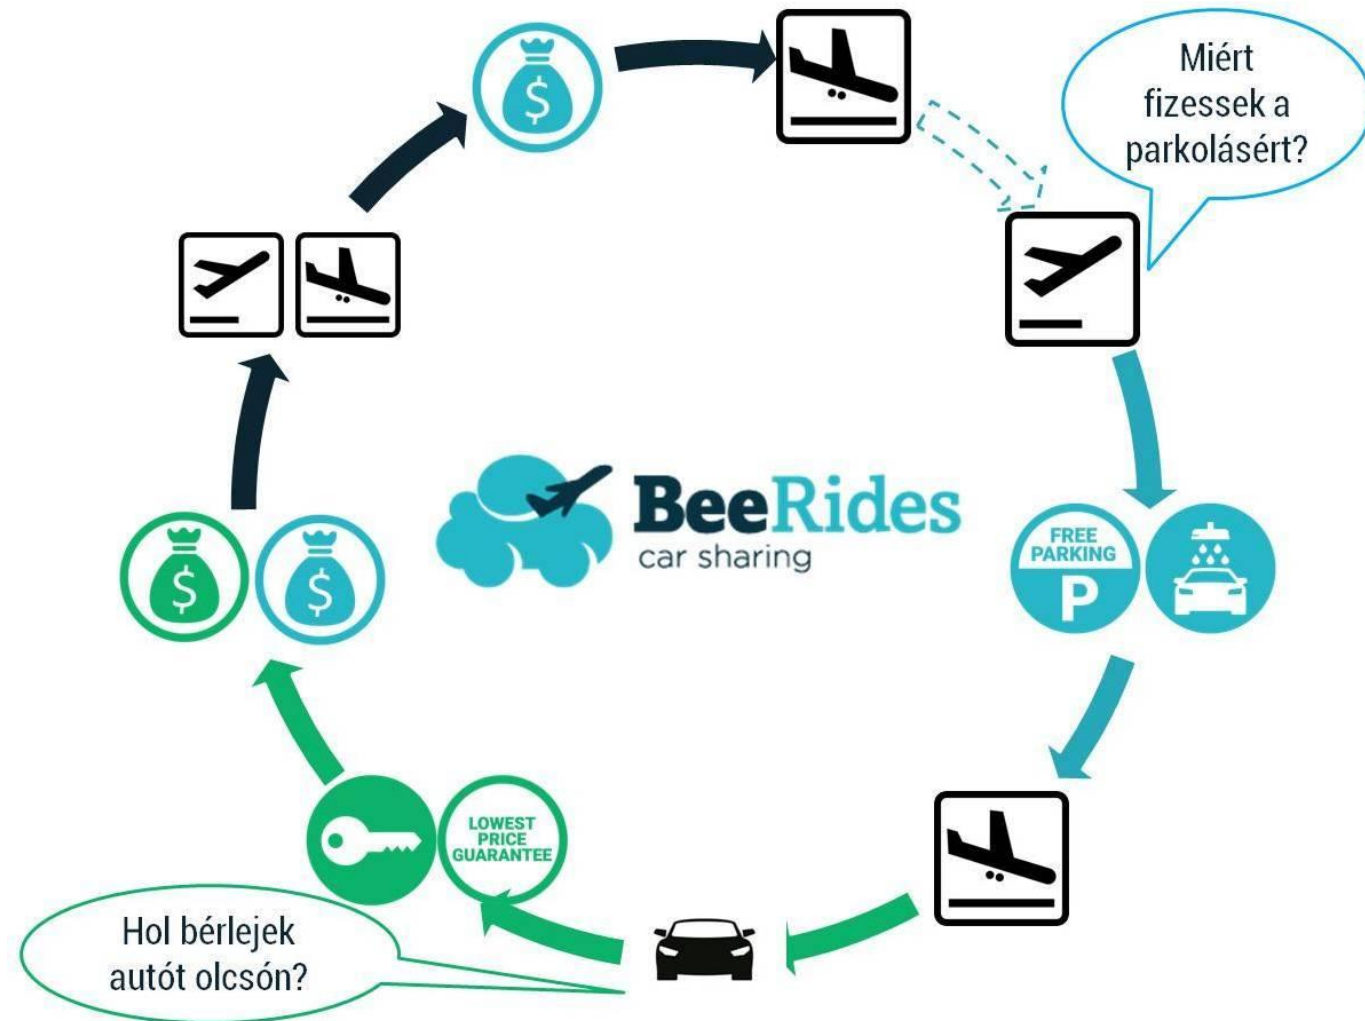 Miért
fizessek a
parkolásért?
$
FREE
PARKING
P
BeeRides
car sharing
$
$
LOWEST
PRICE
GUARANTEE
Hol bérlejek
autót olcsón?